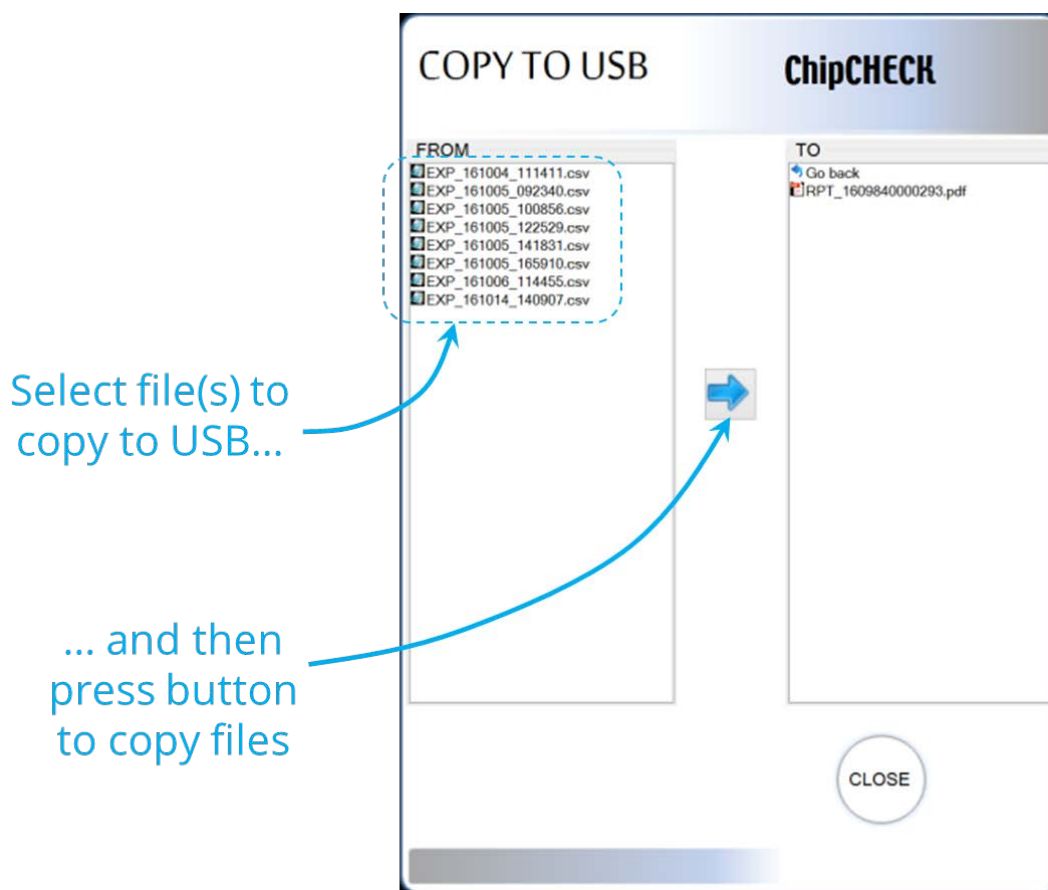 COPY TO USB
ChipCHECK
FROM
EXP_161004_111411.csv
EXP_161005_092340.csv
EXP_161005_100856.csv
EXP_161005_122529.csv
EXP_161005_141831.csv
EXP_161005_165910.csv
EXP_161006_114455.csv
EXP_161014_140907.csv
TO
Go back
RPT_1609840000293.pdf
Select file(s) to
copy to USB...
... and then
press button
to copy files
CLOSE